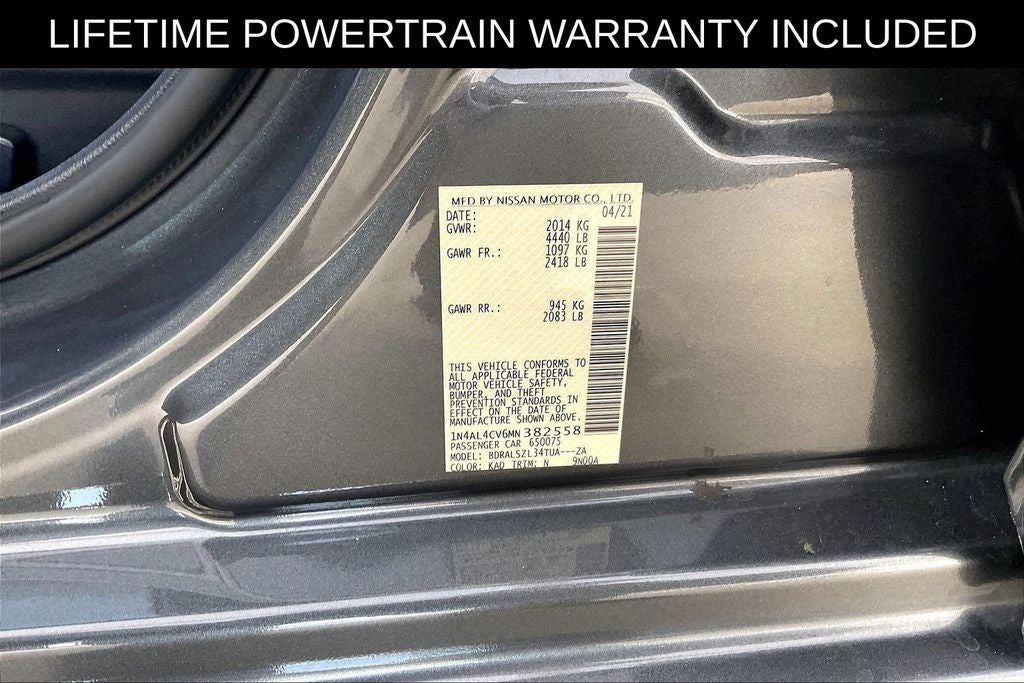 LIFETIME POWERTRAIN WARRANTY INCLUDED
MFD BY NISSAN MOTOR CO., LTD.
DATE: 04/21
GVWR: 2014 KG
4440 LB
GAWR FR.: 1097 KG
2418 LB
GAWR RR.: 945 KG
2083 LB
THIS VEHICLE CONFORMS TO
ALL APPLICABLE FEDERAL
MOTOR VEHICLE SAFETY,
BUMPER, AND THEFT
PREVENTION STANDARDS IN
EFFECT ON THE DATE OF
MANUFACTURE SHOWN ABOVE.
1N4AL4CV6MN382558
PASSENGER CAR 650075
MODEL: BDRALSZL34TUA---ZA
COLOR: KAD TRIM: N 9N00A